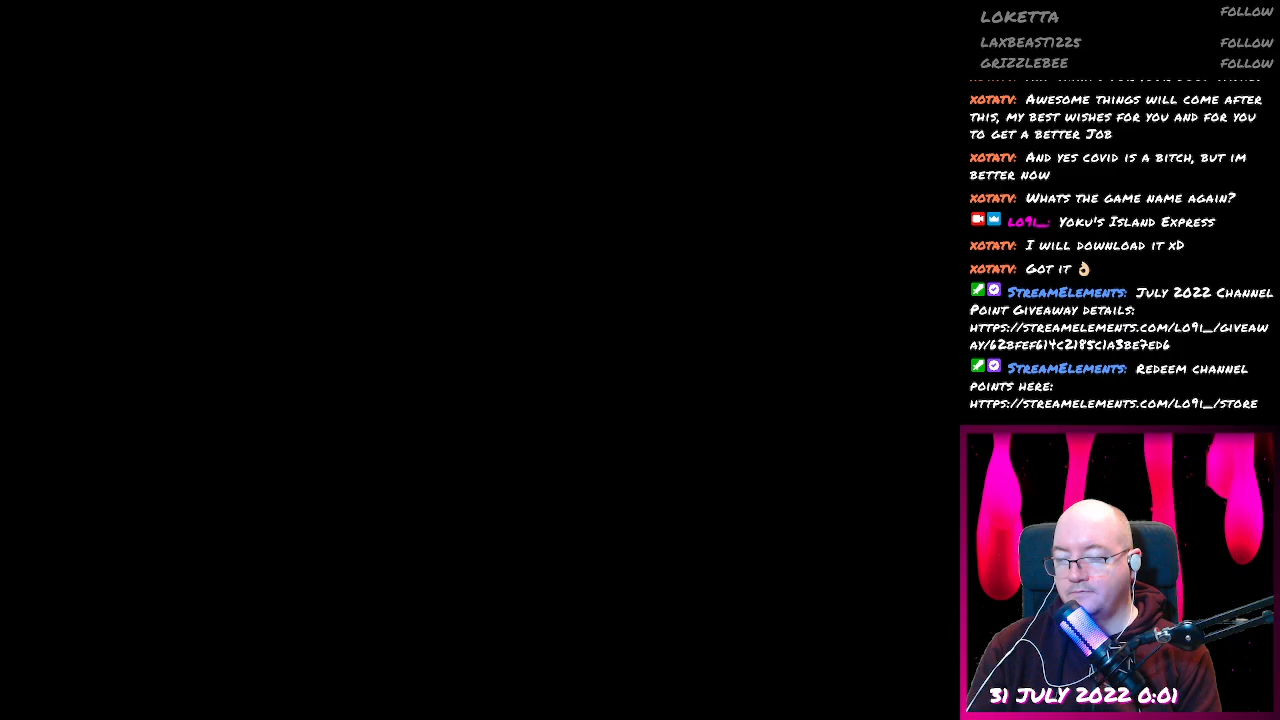 LOKETTA FOLLOW
LAXBEAST1225 FOLLOW
GRIZZLEBEE FOLLOW
XOTATV: AWESOME THINGS WILL COME AFTER
THIS, MY BEST WISHES FOR YOU AND FOR YOU
TO GET A BETTER JOB
XOTATV: AND YES COVID IS A BITCH, BUT IM
BETTER NOW
XOTATV: WHATS THE GAME NAME AGAIN?
LO9I_: YOKU'S ISLAND EXPRESS
XOTATV: I WILL DOWNLOAD IT XD
XOTATV: GOT IT 👌🏼
STREAMELEMENTS: JULY 2022 CHANNEL
POINT GIVEAWAY DETAILS:
HTTPS://STREAMELEMENTS.COM/LO9I_/GIVEAW
AY/62BFEF614C2185C1A3BE7ED6
STREAMELEMENTS: REDEEM CHANNEL
POINTS HERE:
HTTPS://STREAMELEMENTS.COM/LO9I_/STORE
31 JULY 2022 0:01